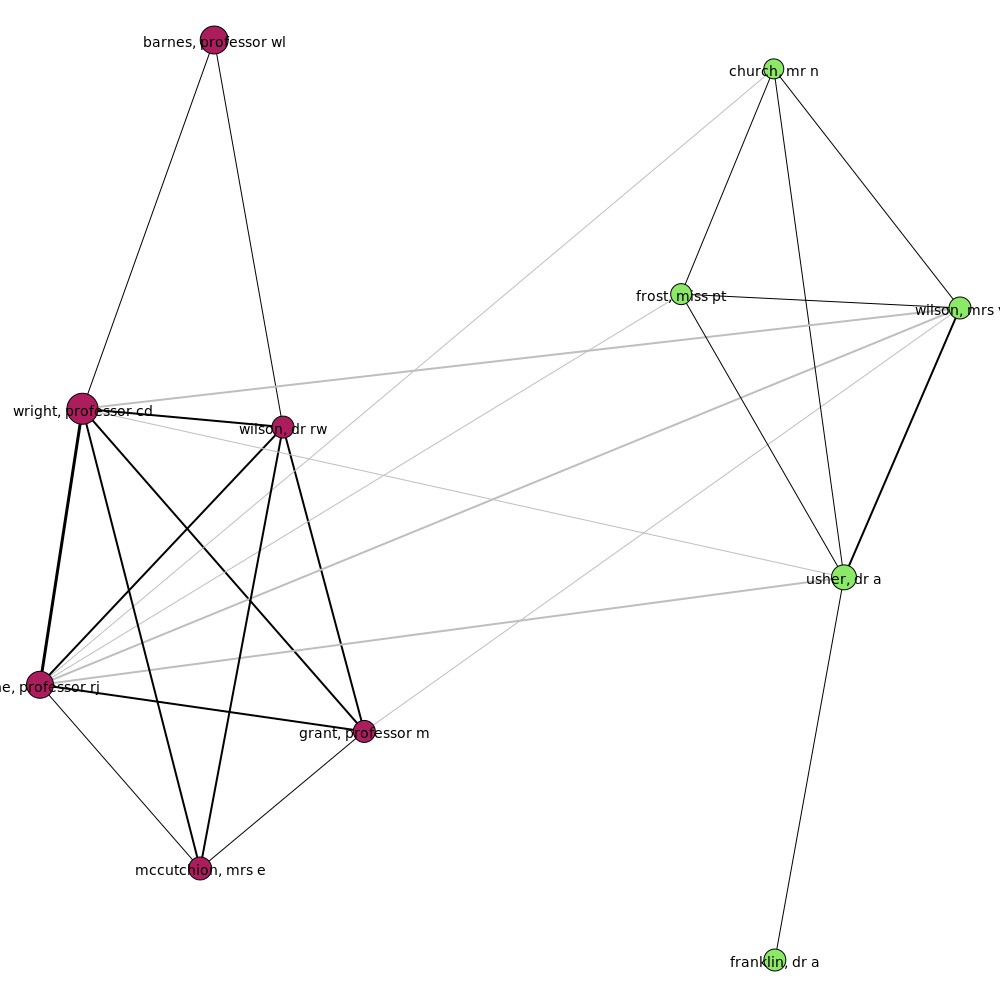 barnes, professor wl
church, mr n
frost, miss pt
wilson, mrs
wright, professor cd
wilson, dr rw
usher, dr a
professor rj
grant, professor m
mccutchion, mrs e
franklin, dr a